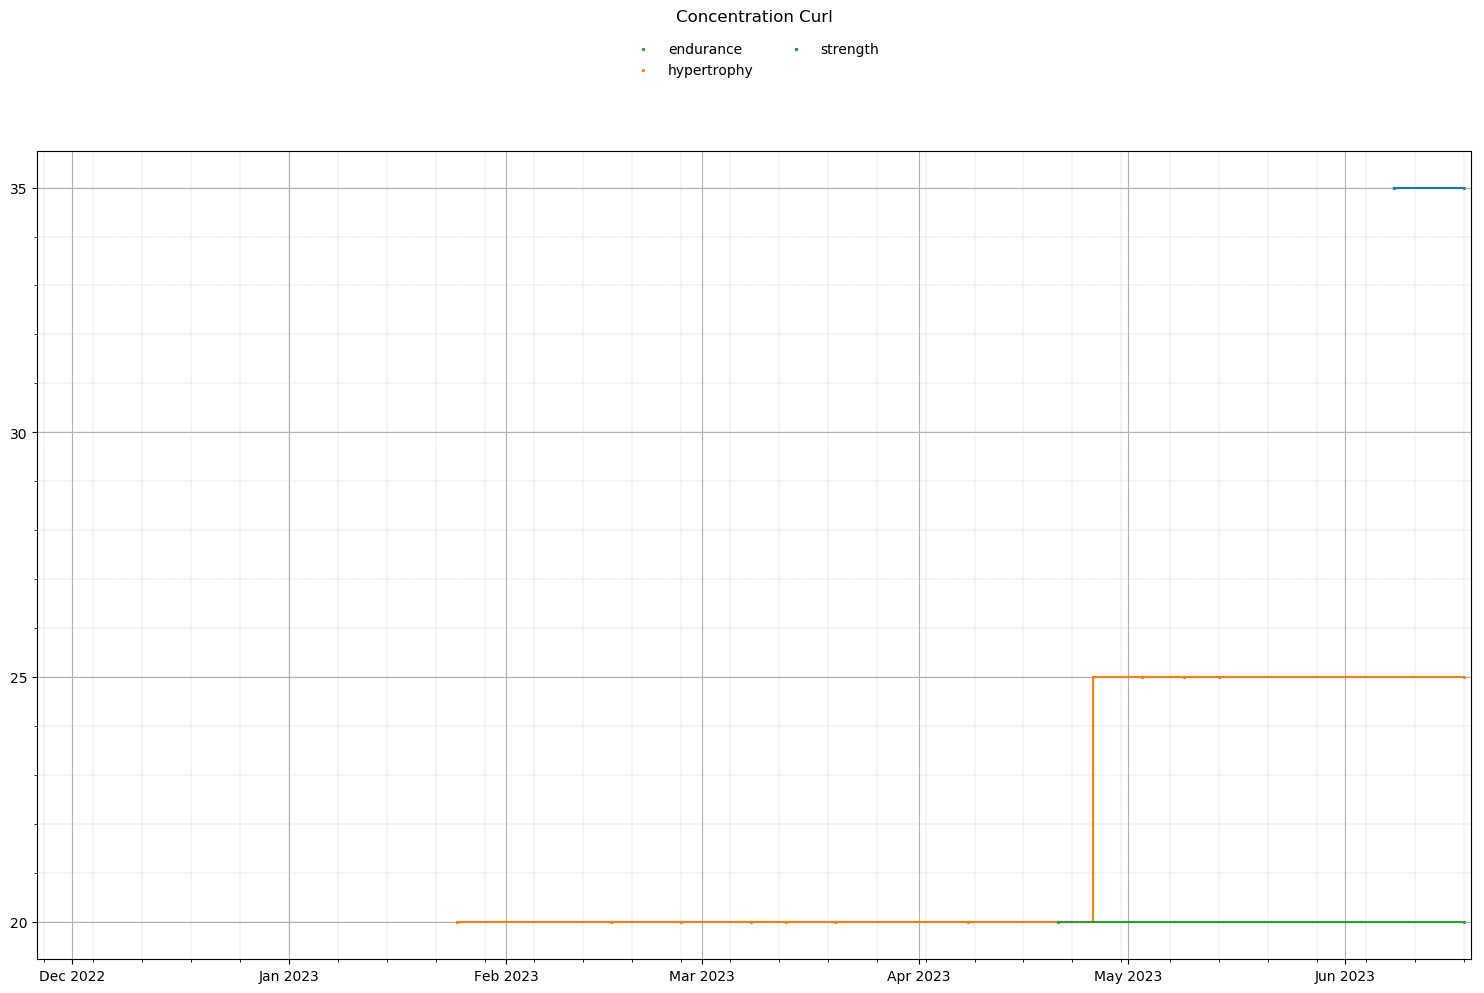 Concentration Curl
endurance strength
hypertrophy
35
30
25
20
Dec 2022 Jan 2023 Feb 2023 Mar 2023 Apr 2023 May 2023 Jun 2023